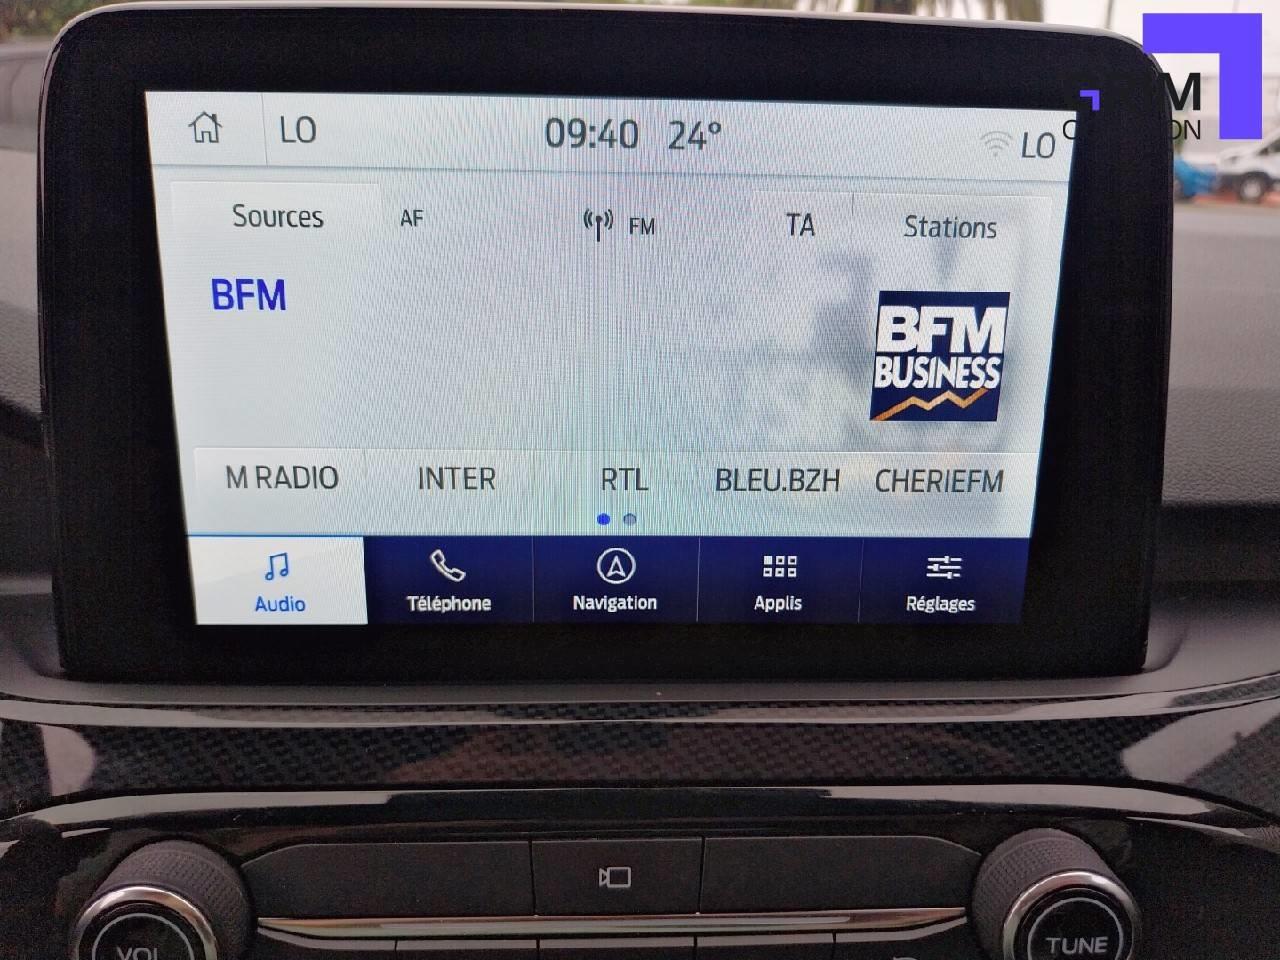 LO 09:40 24° LO
Sources AF FM TA Stations
BFM
BFM
BUSINESS
M RADIO INTER RTL BLEU.BZH CHERIEFM
Audio Téléphone Navigation Applis Réglages
VOL
TUNE